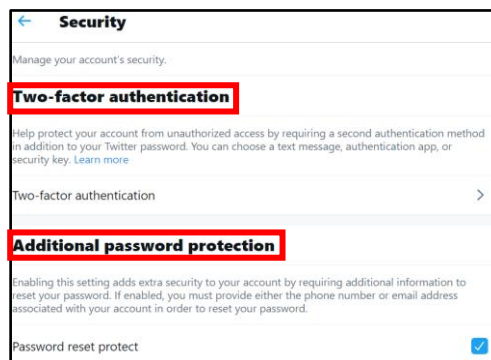 Security
Manage your account's security.
Two-factor authentication
Help protect your account from unauthorized access by requiring a second authentication method
in addition to your Twitter password. You can choose a text message, authentication app, or
security key. Learn more
Two-factor authentication
Additional password protection
Enabling this setting adds extra security to your account by requiring additional information to
reset your password. If enabled, you must provide either the phone number or email address
associated with your account in order to reset your password.
Password reset protect